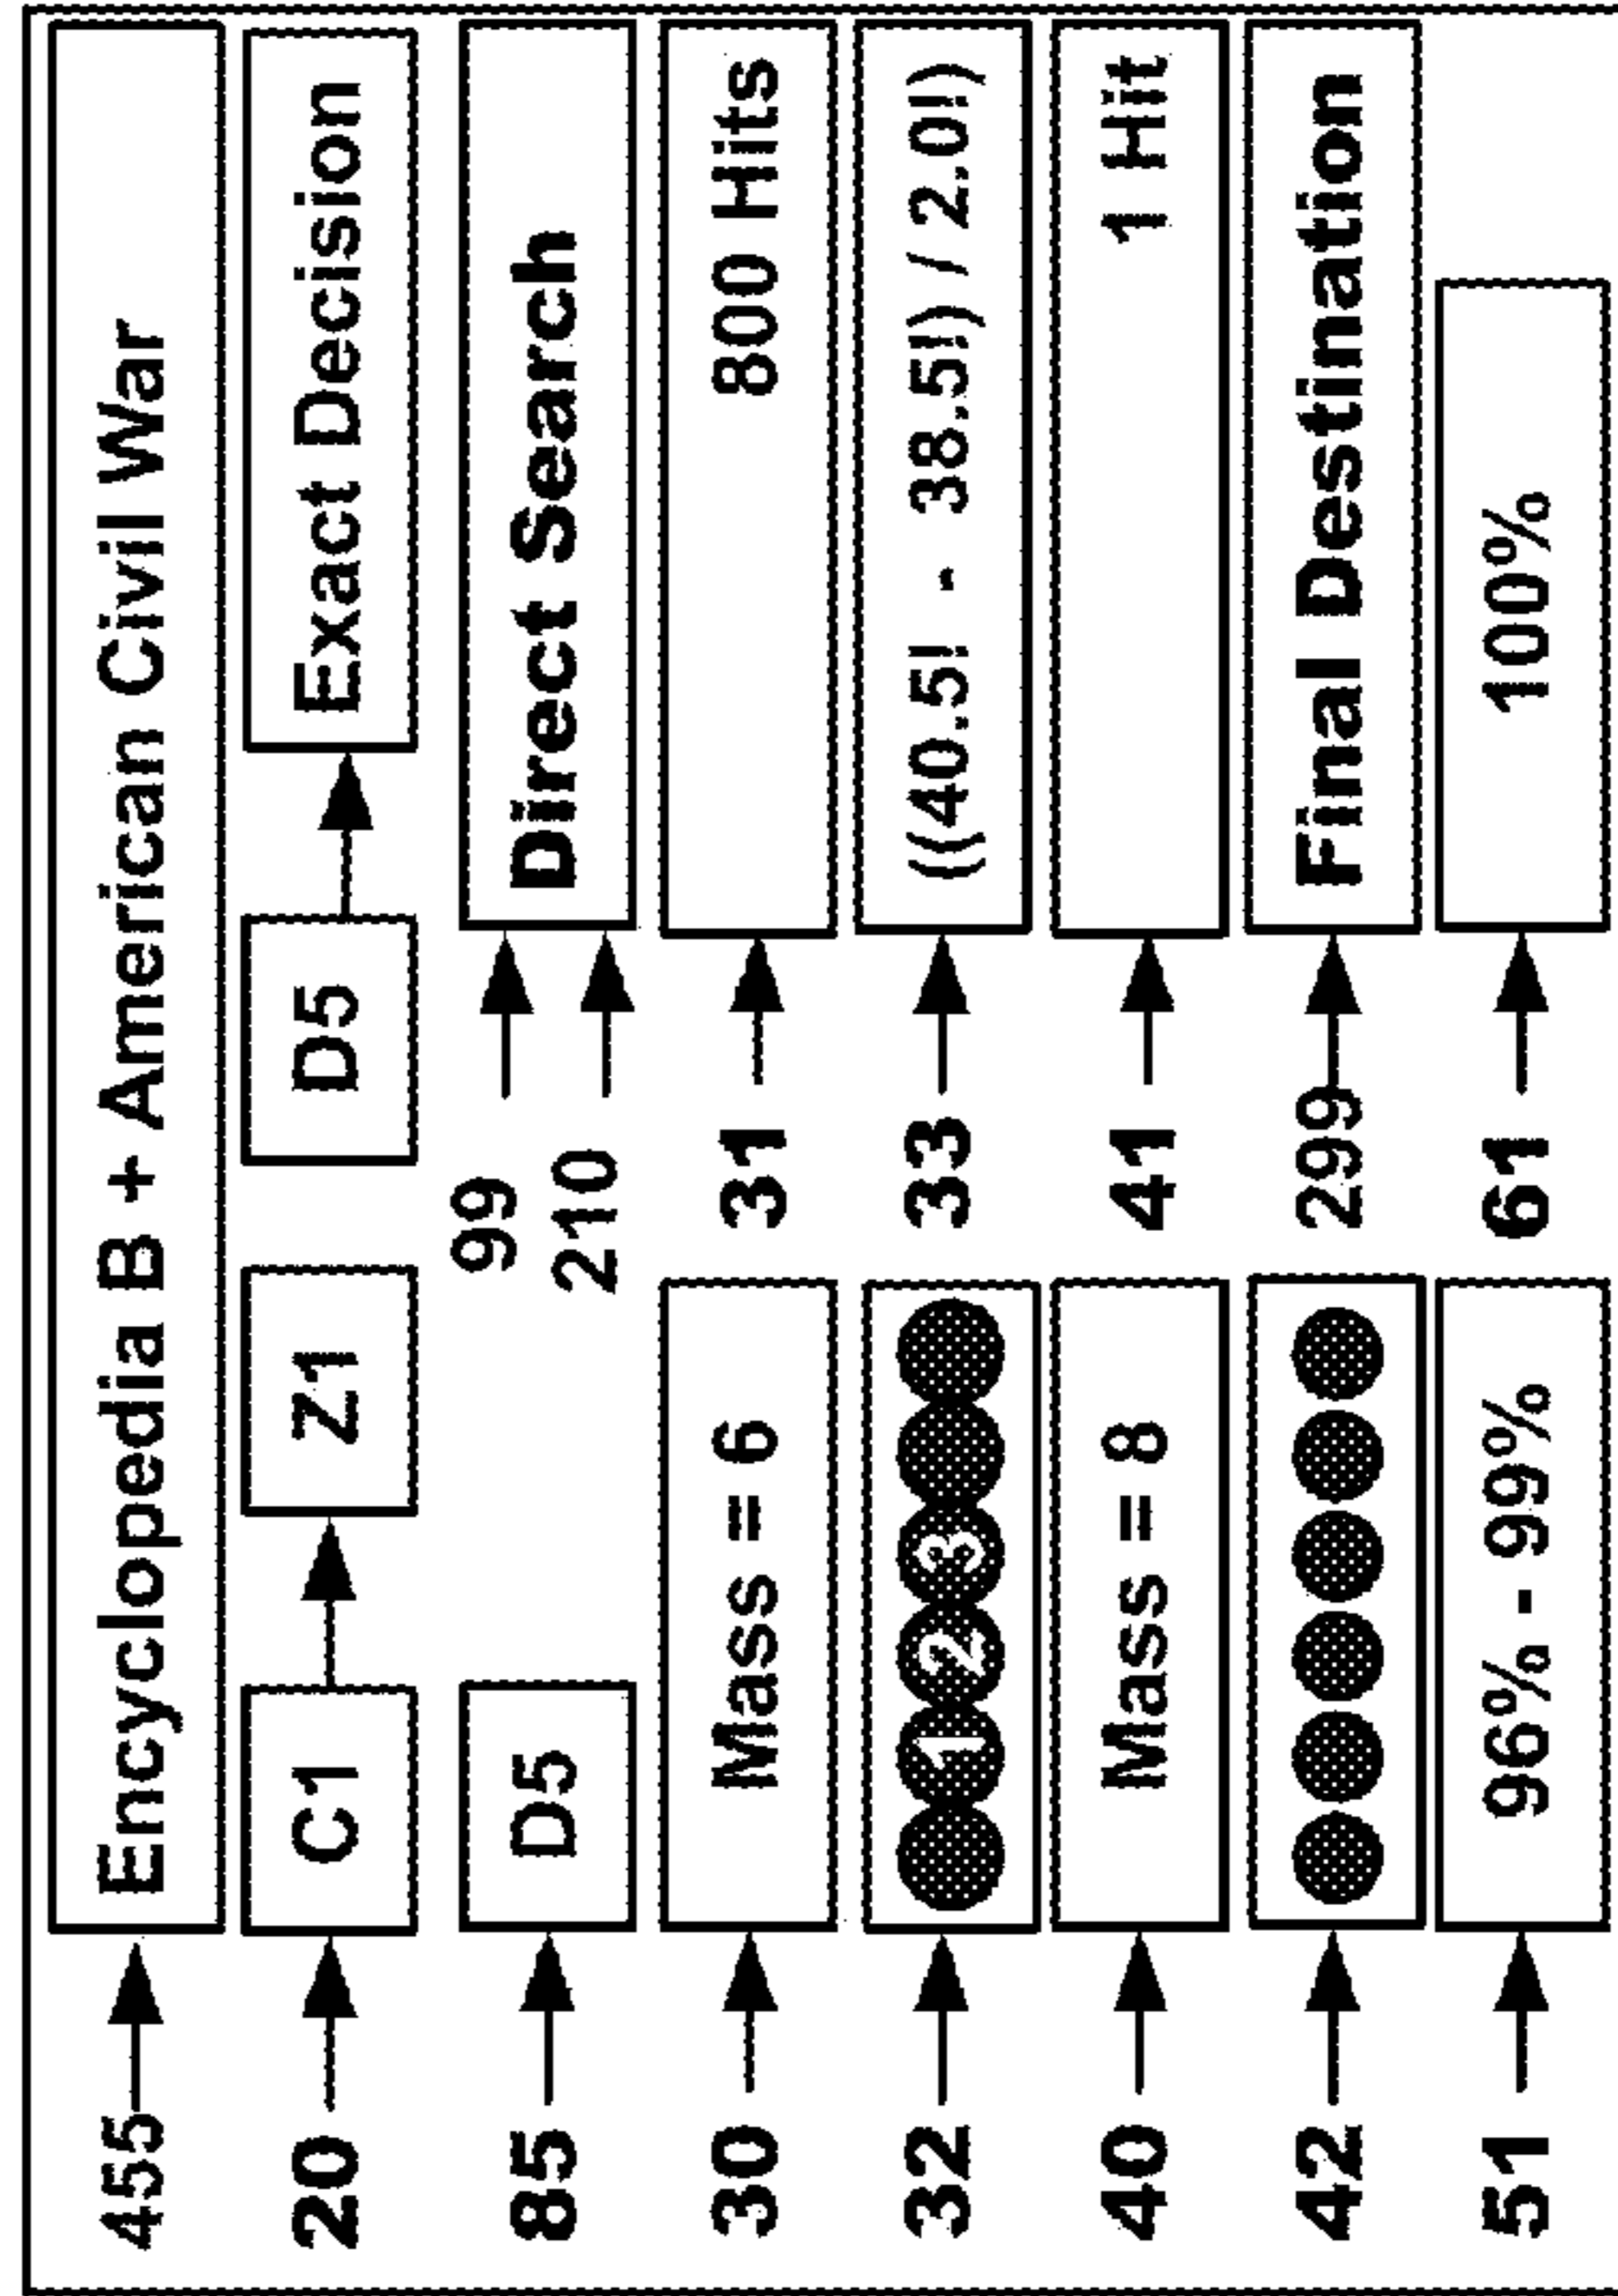 455 Encyclopedia B + American Civil War
20 C1 Z1 D5 Exact Decision
85 D5 99 210 Direct Search
30 Mass = 6 31 800 Hits
32 1 2 3 33 ((40.5! - 38.5!) / 2.0!)
40 Mass = 8 41 1 Hit
42 299 Final Destination
51 96% - 99% 61 100%